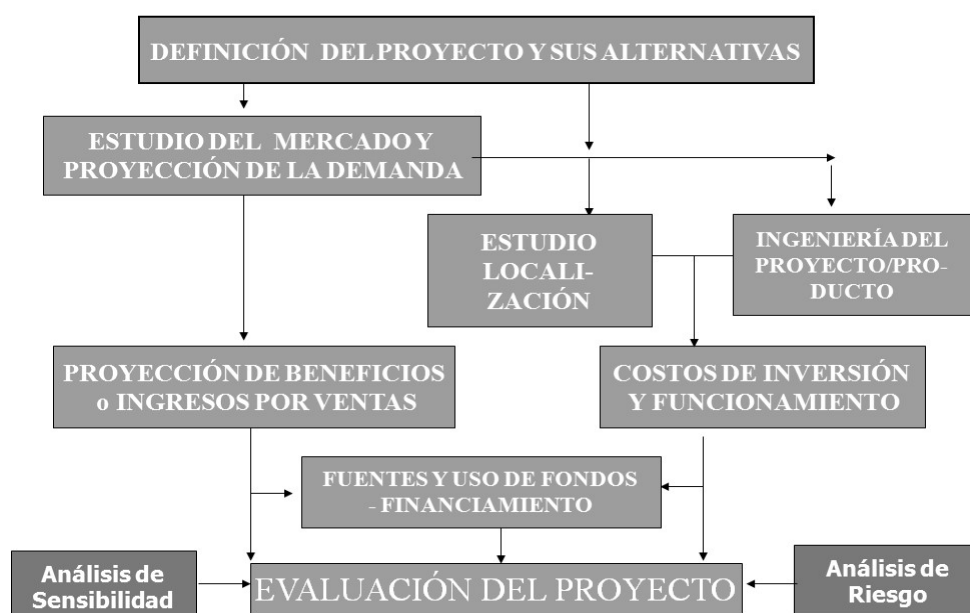 DEFINICIÓN DEL PROYECTO Y SUS ALTERNATIVAS
ESTUDIO DEL MERCADO Y
PROYECCIÓN DE LA DEMANDA
ESTUDIO
LOCALI-
ZACIÓN
INGENIERÍA DEL
PROYECTO/PRO-
DUCTO
PROYECCIÓN DE BENEFICIOS
o INGRESOS POR VENTAS
COSTOS DE INVERSIÓN
Y FUNCIONAMIENTO
FUENTES Y USO DE FONDOS
- FINANCIAMIENTO
Análisis de
Sensibilidad
EVALUACIÓN DEL PROYECTO
Análisis de
Riesgo